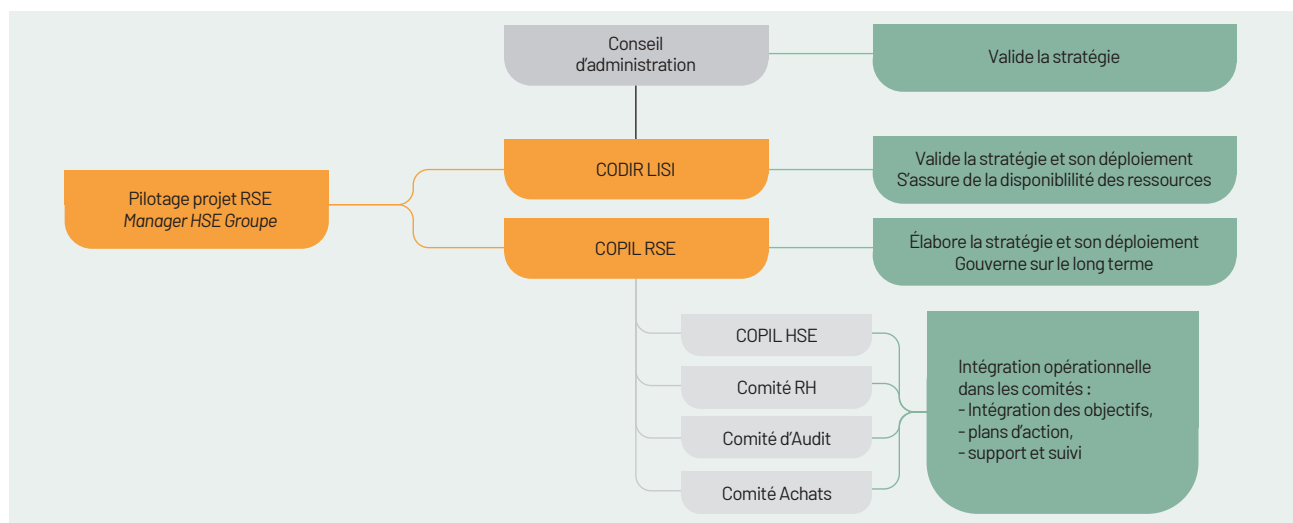 Conseil
d'administration
Valide la stratégie
Pilotage projet RSE
Manager HSE Groupe
CODIR LISI
Valide la stratégie et son déploiement
S'assure de la disponiblilité des ressources
COPIL RSE
Élabore la stratégie et son déploiement
Gouverne sur le long terme
COPIL HSE
Comité RH
Comité d'Audit
Comité Achats
Intégration opérationnelle
dans les comités :
- Intégration des objectifs,
- plans d'action,
- support et suivi